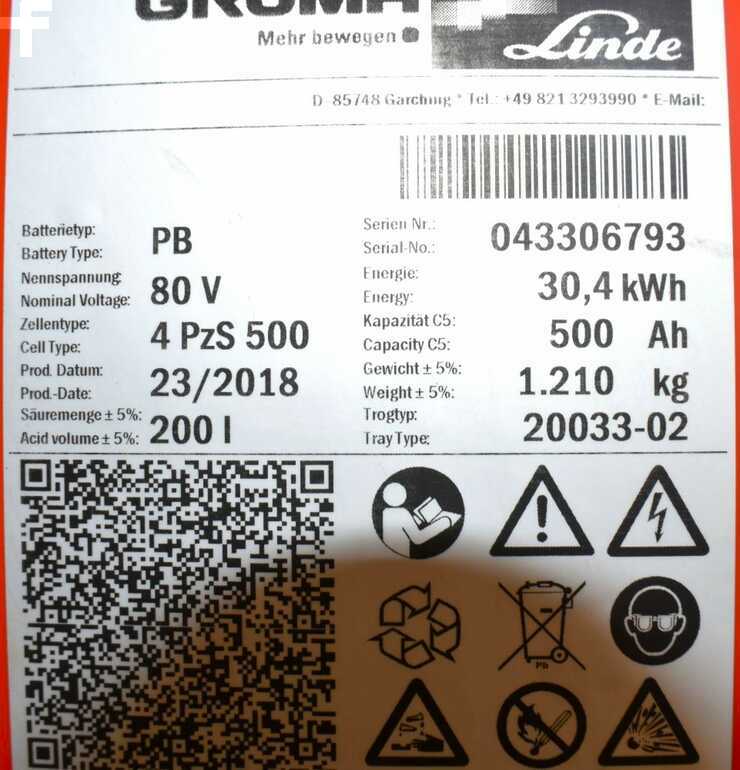 GROMA
Mehr bewegen
Linde
D 85748 Garching * Tel.: +49 821 3293990 * E-Mail:
Batterietyp:
Battery Type:
PB
Serien Nr.:
Serial-No.:
043306793
Nennspannung:
Nominal Voltage:
80 V
Energie:
Energy:
30,4 kWh
Zellentype:
Cell Type:
4 PzS 500
Kapazität C5:
Capacity C5:
500 Ah
Prod. Datum:
Prod.-Date:
23/2018
Gewicht ± 5%:
Weight ± 5%:
1.210 kg
Säuremenge ± 5%:
Acid volume ± 5%:
200 l
Trogtyp:
Tray Type:
20033-02
PB